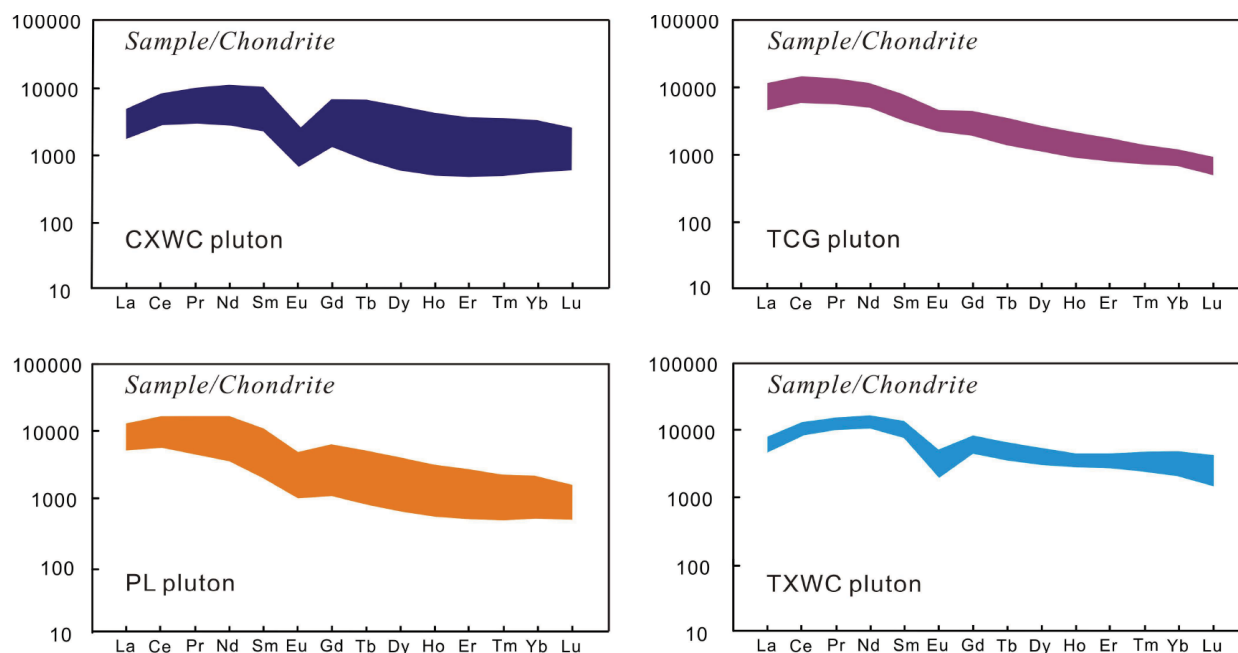 100000
Sample/Chondrite
10000
1000
100
CXWC pluton
10
La Ce Pr Nd Sm Eu Gd Tb Dy Ho Er Tm Yb Lu
100000
Sample/Chondrite
10000
1000
100
TCG pluton
10
La Ce Pr Nd Sm Eu Gd Tb Dy Ho Er Tm Yb Lu
100000
Sample/Chondrite
10000
1000
100
PL pluton
10
La Ce Pr Nd Sm Eu Gd Tb Dy Ho Er Tm Yb Lu
100000
Sample/Chondrite
10000
1000
100
TXWC pluton
10
La Ce Pr Nd Sm Eu Gd Tb Dy Ho Er Tm Yb Lu